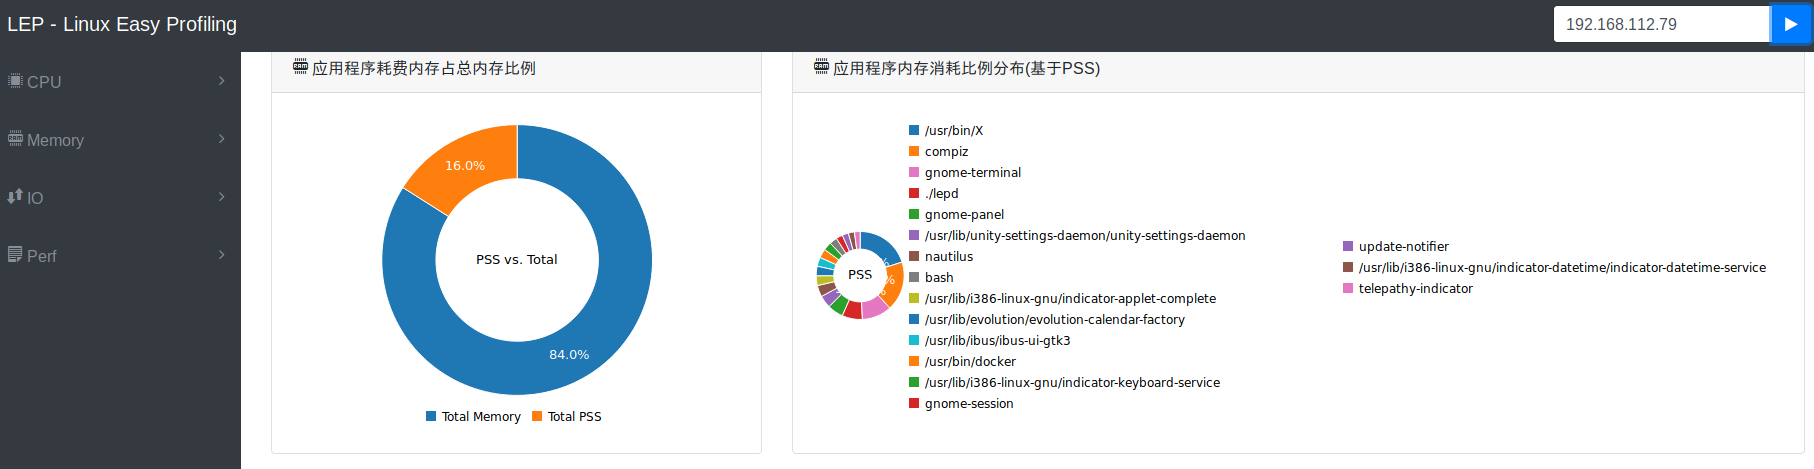 LEP - Linux Easy Profiling
192.168.112.79
CPU
Memory
IO
Perf
应用程序耗费内存占总内存比例
16.0%
PSS vs. Total
84.0%
Total Memory
Total PSS
应用程序内存消耗比例分布(基于PSS)
PSS
/usr/bin/X
compiz
gnome-terminal
./lepd
gnome-panel
/usr/lib/unity-settings-daemon/unity-settings-daemon
nautilus
bash
/usr/lib/i386-linux-gnu/indicator-applet-complete
/usr/lib/evolution/evolution-calendar-factory
/usr/lib/ibus/ibus-ui-gtk3
/usr/bin/docker
/usr/lib/i386-linux-gnu/indicator-keyboard-service
gnome-session
update-notifier
/usr/lib/i386-linux-gnu/indicator-datetime/indicator-datetime-service
telepathy-indicator